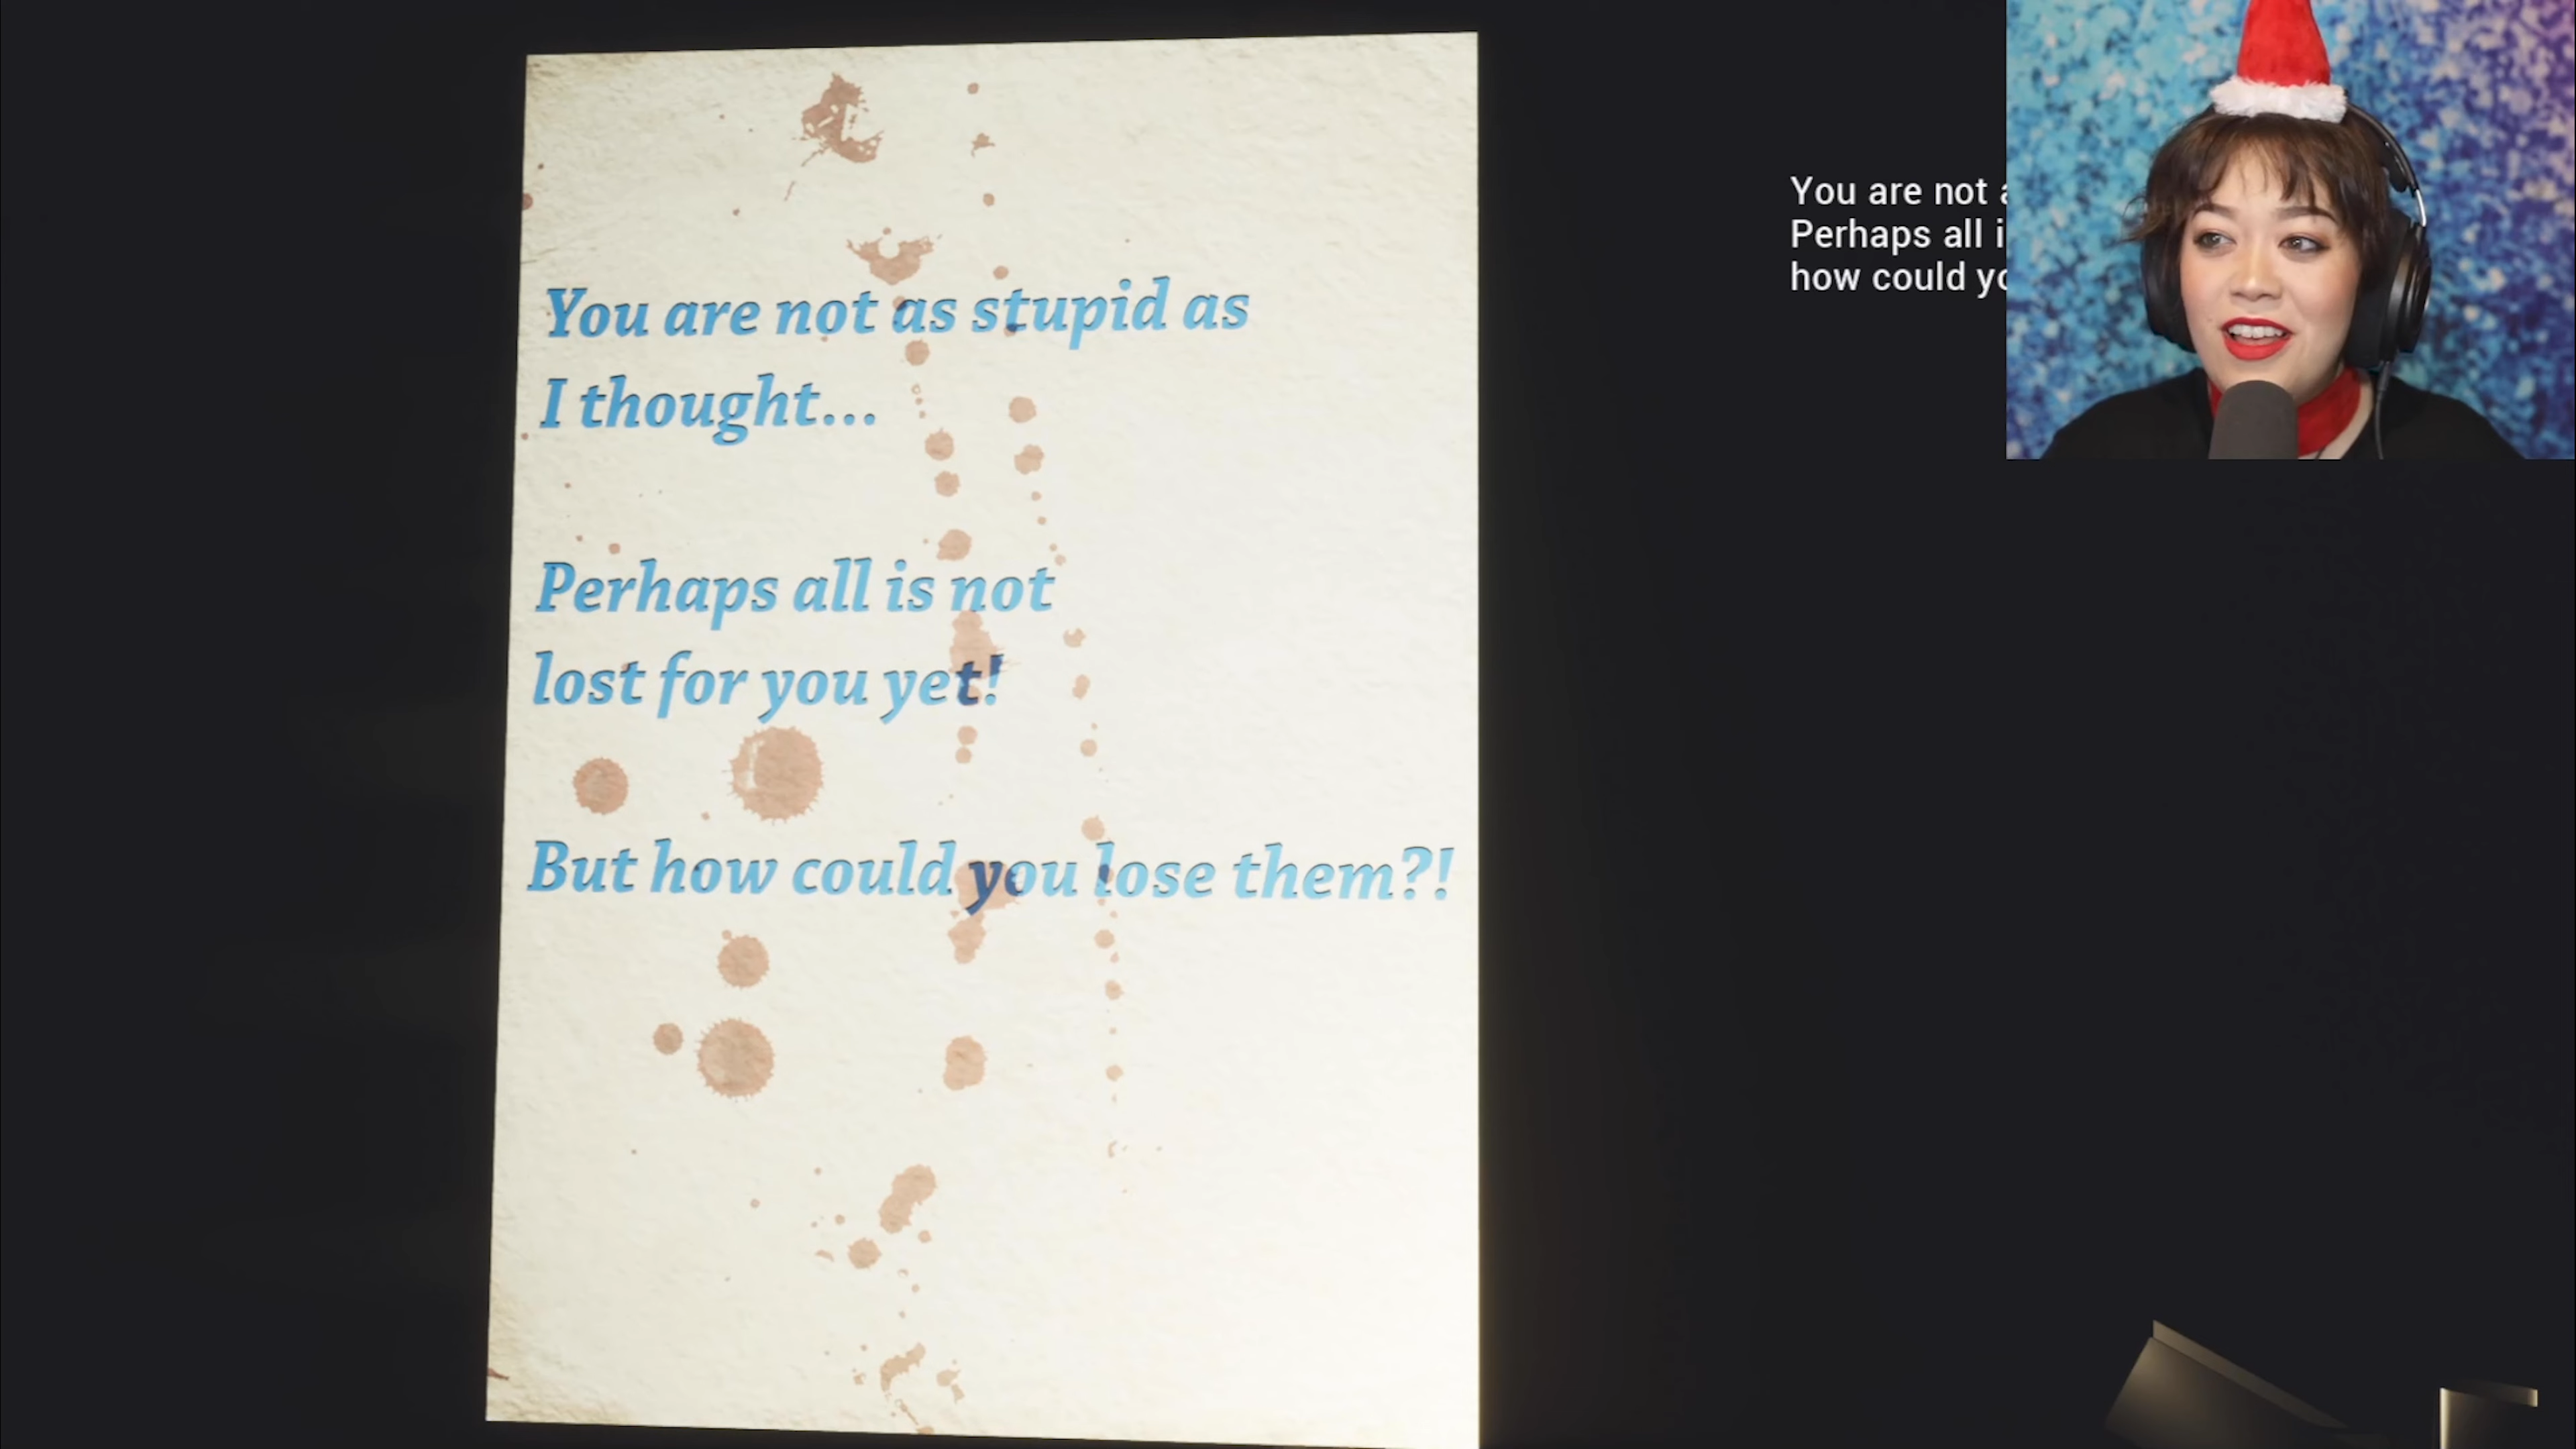 You are not as stupid as
I thought...
Perhaps all is not
lost for you yet!
But how could you lose them?!
You are not
Perhaps all
how could